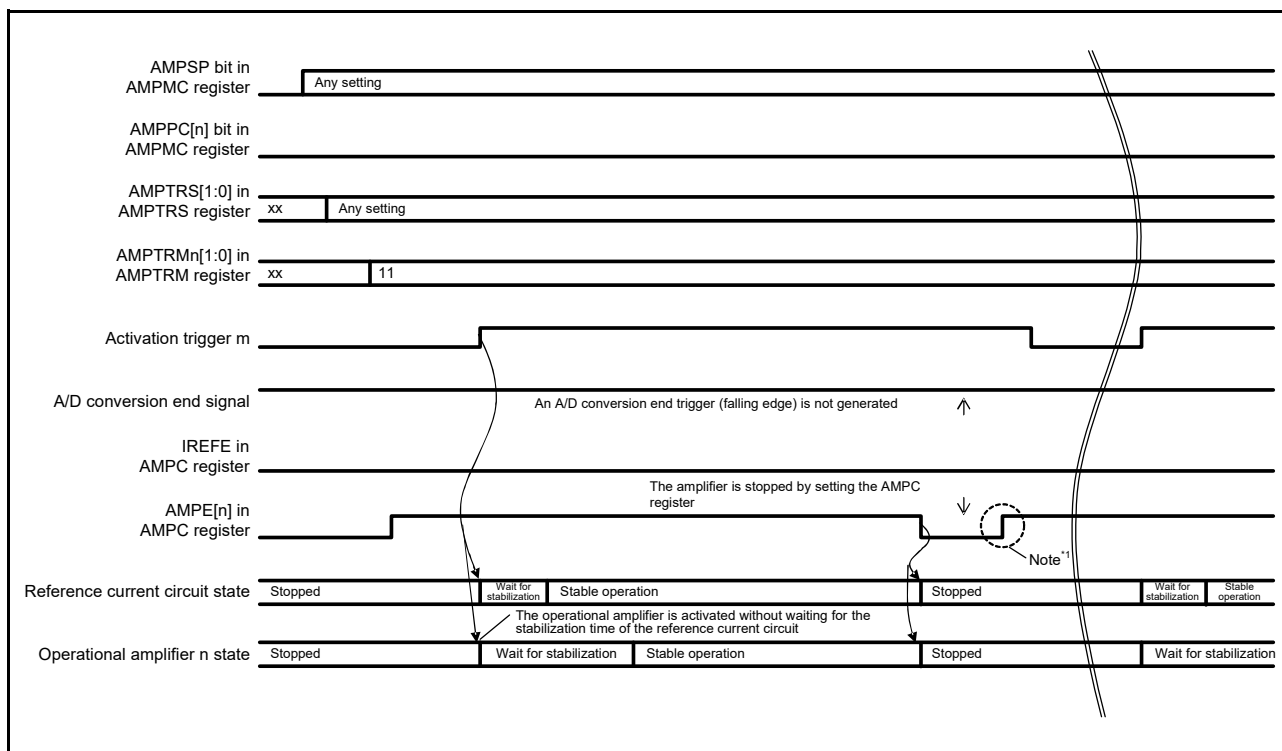 AMPSP bit in
AMPMC register
Any setting
AMPPC[n] bit in
AMPMC register
AMPTRS[1:0] in
AMPTRS register
xx
Any setting
AMPTRMn[1:0] in
AMPTRM register
xx
11
Activation trigger m
A/D conversion end signal
An A/D conversion end trigger (falling edge) is not generated
IREFE in
AMPC register
The amplifier is stopped by setting the AMPC
register
AMPE[n] in
AMPC register
Note*1
Reference current circuit state
Stopped
Wait for
stabilization
Stable operation
Stopped
Wait for
stabilization
Stable
operation
The operational amplifier is activated without waiting for the
stabilization time of the reference current circuit
Operational amplifier n state
Stopped
Wait for stabilization
Stable operation
Stopped
Wait for stabilization